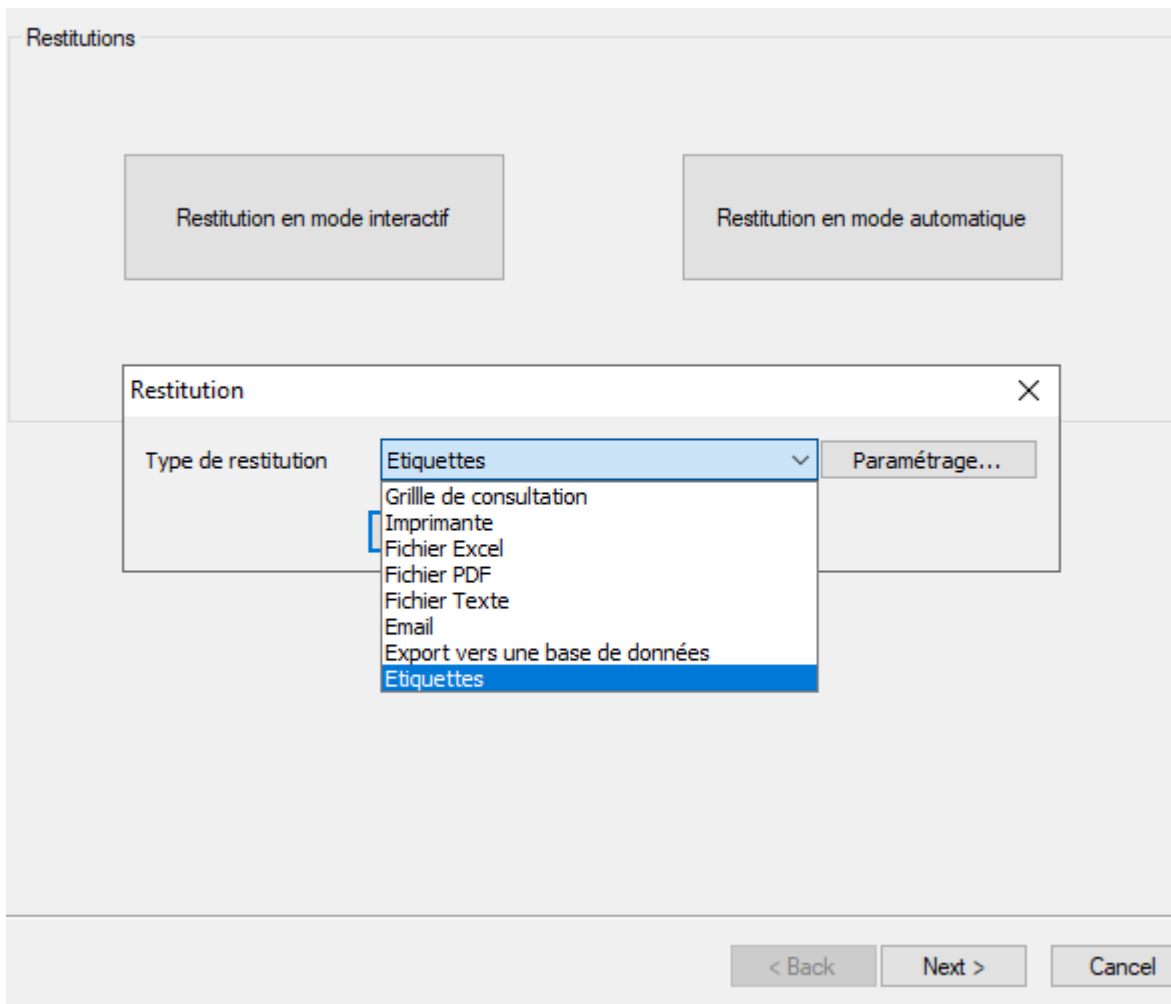 Restitutions
Restitution en mode interactif
Restitution en mode automatique
Restitution
Type de restitution
Etiquettes
Paramétrage...
Grillle de consultation
Imprimante
Fichier Excel
Fichier PDF
Fichier Texte
Email
Export vers une base de données
Etiquettes
< Back
Next >
Cancel